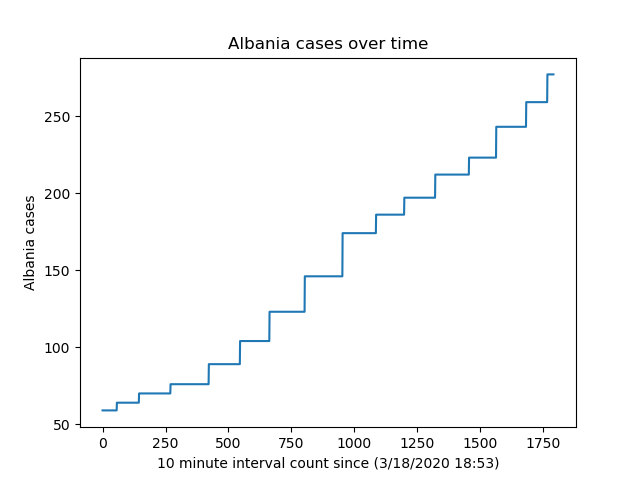 Albania cases over time
Albania cases
250
200
150
100
50
0 250 500 750 1000 1250 1500 1750
10 minute interval count since (3/18/2020 18:53)